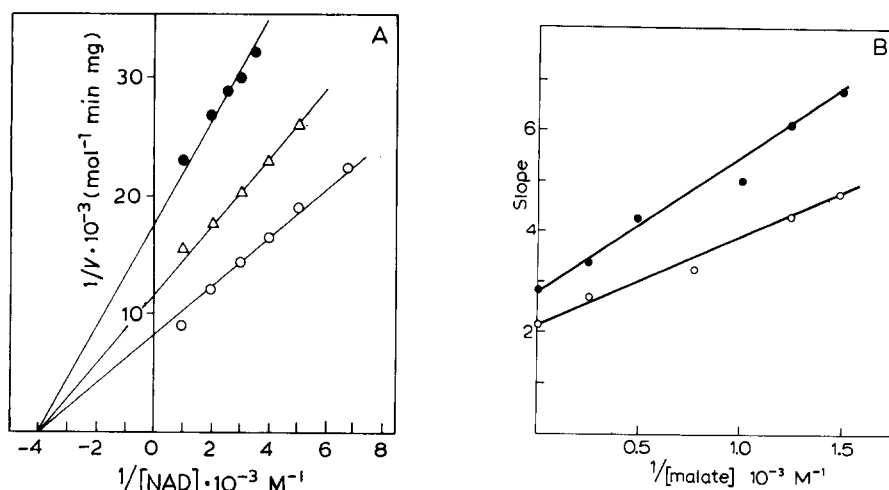 A
1/V · 10⁻³ (mol⁻¹ min mg)
30
20
10
-4 -2 0 2 4 6 8
1/[NAD] · 10⁻³ M⁻¹
B
Slope
6
4
2
0.5 1.0 1.5
1/[malate] 10⁻³ M⁻¹